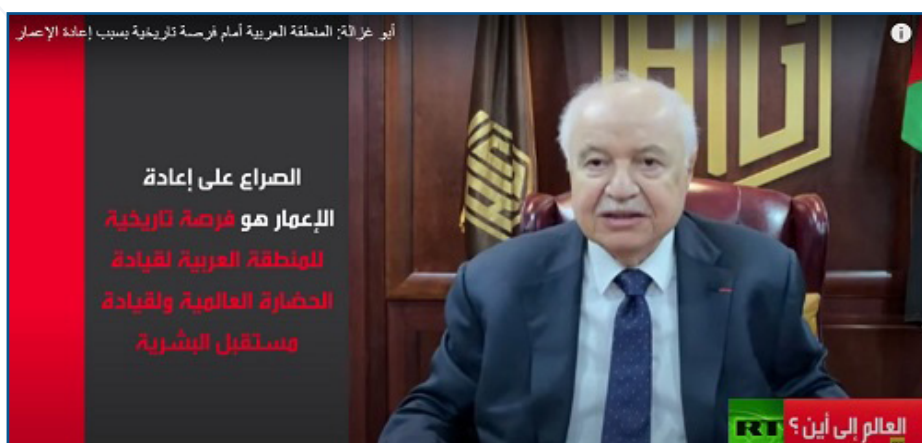 أبو غزالة: المنطقة العربية أمام فرصة تاريخية بسبب إعادة الإعمار
الصراع على إعادة
الإعمار هو فرصة تاريخية
للمنطقة العربية لقيادة
الحضارة العالمية ولقيادة
مستقبل البشرية
العالم إلى أين ؟ RT